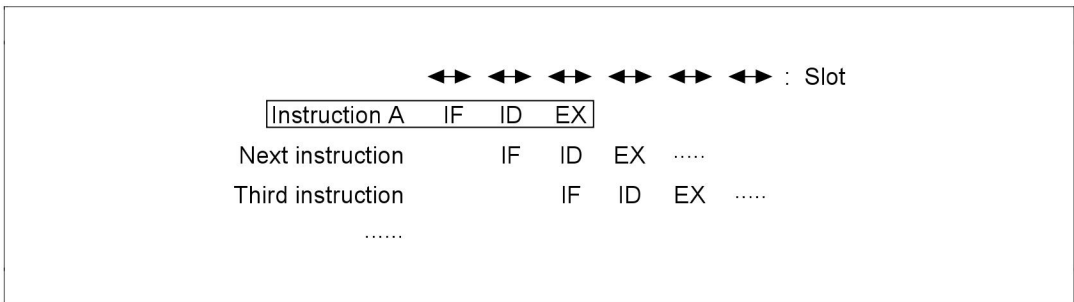 : Slot
Instruction A IF ID EX
Next instruction IF ID EX .....
Third instruction IF ID EX .....
......